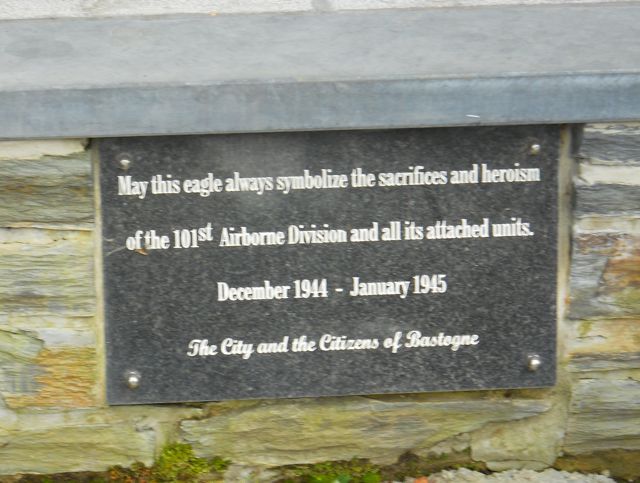 May this eagle always symbolize the sacrifices and heroism
of the 101st Airborne Division and all its attached units.
December 1944 - January 1945
The City and the Citizens of Bastogne